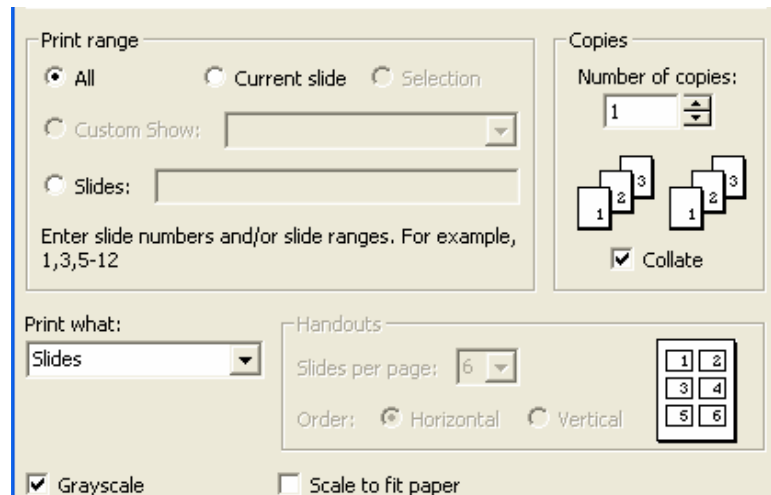 Print range
All Current slide Selection
Custom Show:
Slides:
Enter slide numbers and/or slide ranges. For example,
1,3,5-12
Copies
Number of copies:
1
1 2 3 1 2 3
Collate
Print what:
Slides
Handouts
Slides per page: 6
Order: Horizontal Vertical
1 2
3 4
5 6
Grayscale Scale to fit paper